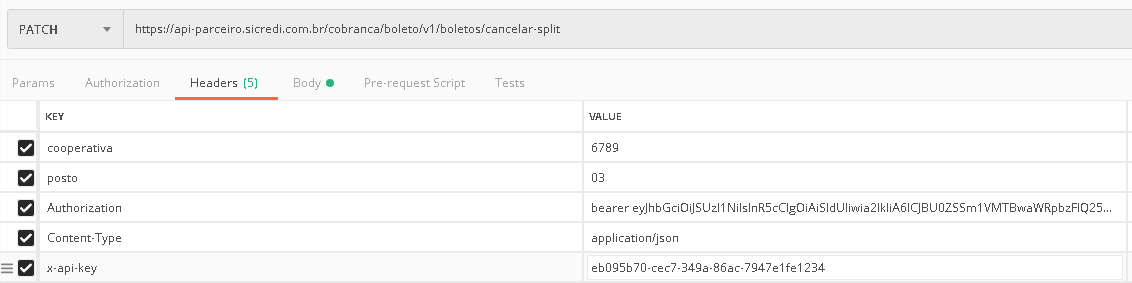 PATCH https://api-parceiro.sicredi.com.br/cobranca/boleto/v1/boletos/cancelar-split
Params Authorization Headers (5) Body Pre-request Script Tests
KEY VALUE
cooperativa 6789
posto 03
Authorization bearer
Content-Type application/json
x-api-key eb095b70-cec7-349a-86ac-7947e1fe1234